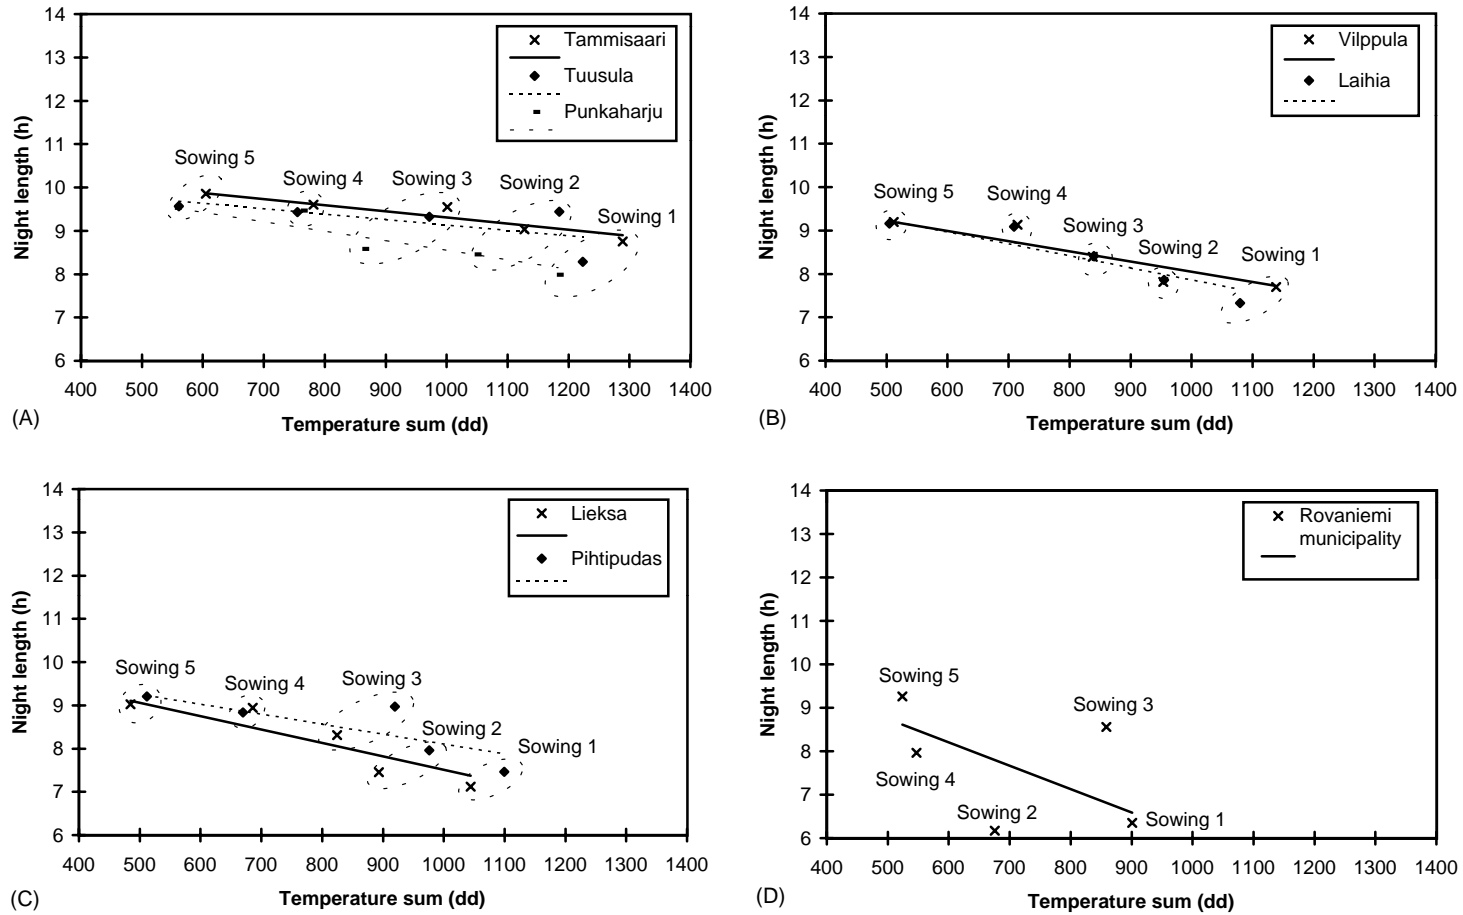 14
13
12
11
10
9
8
7
6
Night length (h)
Tammisaari
Tuusula
Punkaharju
Sowing 5
Sowing 4
Sowing 3
Sowing 2
Sowing 1
400 500 600 700 800 900 1000 1100 1200 1300 1400
Temperature sum (dd)
(A)
14
13
12
11
10
9
8
7
6
Night length (h)
Vilppula
Laihia
Sowing 5
Sowing 4
Sowing 3
Sowing 2
Sowing 1
400 500 600 700 800 900 1000 1100 1200 1300 1400
Temperature sum (dd)
(B)
14
13
12
11
10
9
8
7
6
Night length (h)
Lieksa
Pihtipudas
Sowing 5
Sowing 4
Sowing 3
Sowing 2
Sowing 1
400 500 600 700 800 900 1000 1100 1200 1300 1400
Temperature sum (dd)
(C)
14
13
12
11
10
9
8
7
6
Night length (h)
Rovaniemi
municipality
Sowing 5
Sowing 3
Sowing 4
Sowing 2
Sowing 1
400 500 600 700 800 900 1000 1100 1200 1300 1400
Temperature sum (dd)
(D)